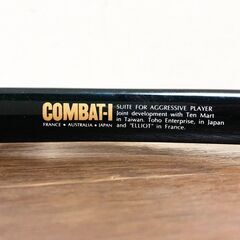 COMBAT-I
FRANCE • AUSTRALIA • JAPAN
SUITE FOR AGGRESSIVE PLAYER
Joint development with Ten Mart
in Taiwan. Toho Enterprise, in Japan
and "ELLIOT" in France.